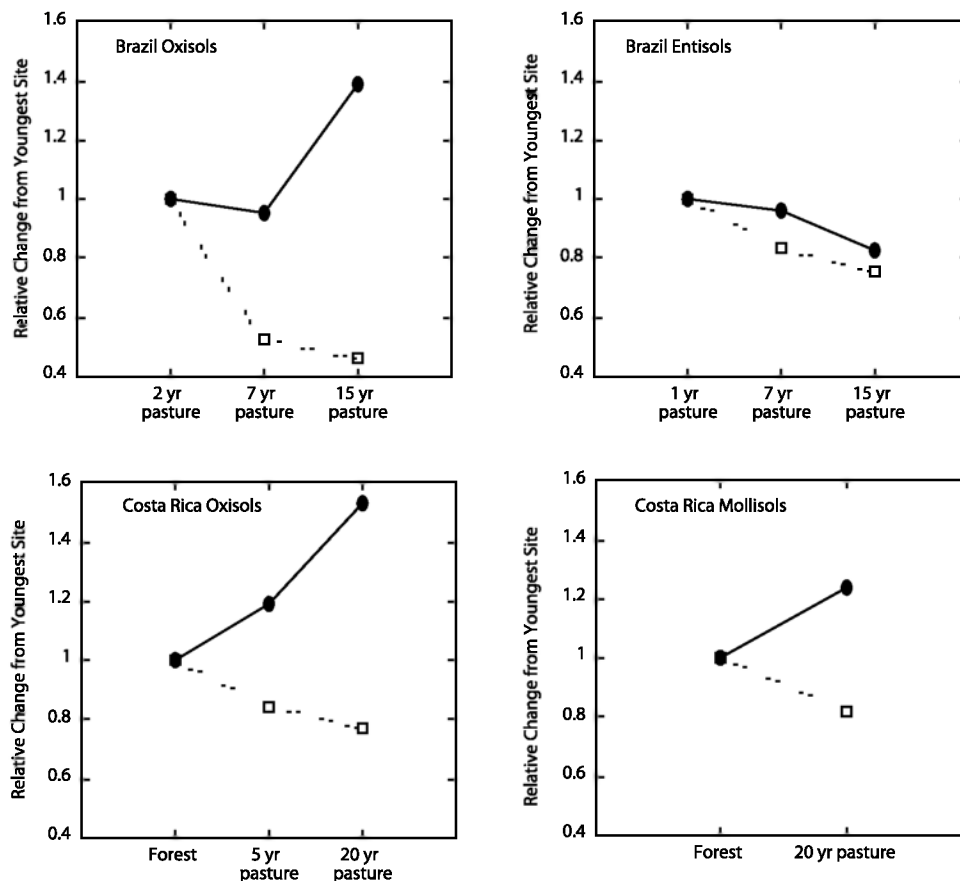 Brazil Oxisols
Relative Change from Youngest Site
1.6
1.4
1.2
1
0.8
0.6
0.4
2 yr
pasture
7 yr
pasture
15 yr
pasture
Brazil Entisols
Relative Change from Youngest Site
1.6
1.4
1.2
1
0.8
0.6
0.4
1 yr
pasture
7 yr
pasture
15 yr
pasture
Costa Rica Oxisols
Relative Change from Youngest Site
1.6
1.4
1.2
1
0.8
0.6
0.4
Forest
5 yr
pasture
20 yr
pasture
Costa Rica Mollisols
Relative Change from Youngest Site
1.6
1.4
1.2
1
0.8
0.6
0.4
Forest
20 yr pasture